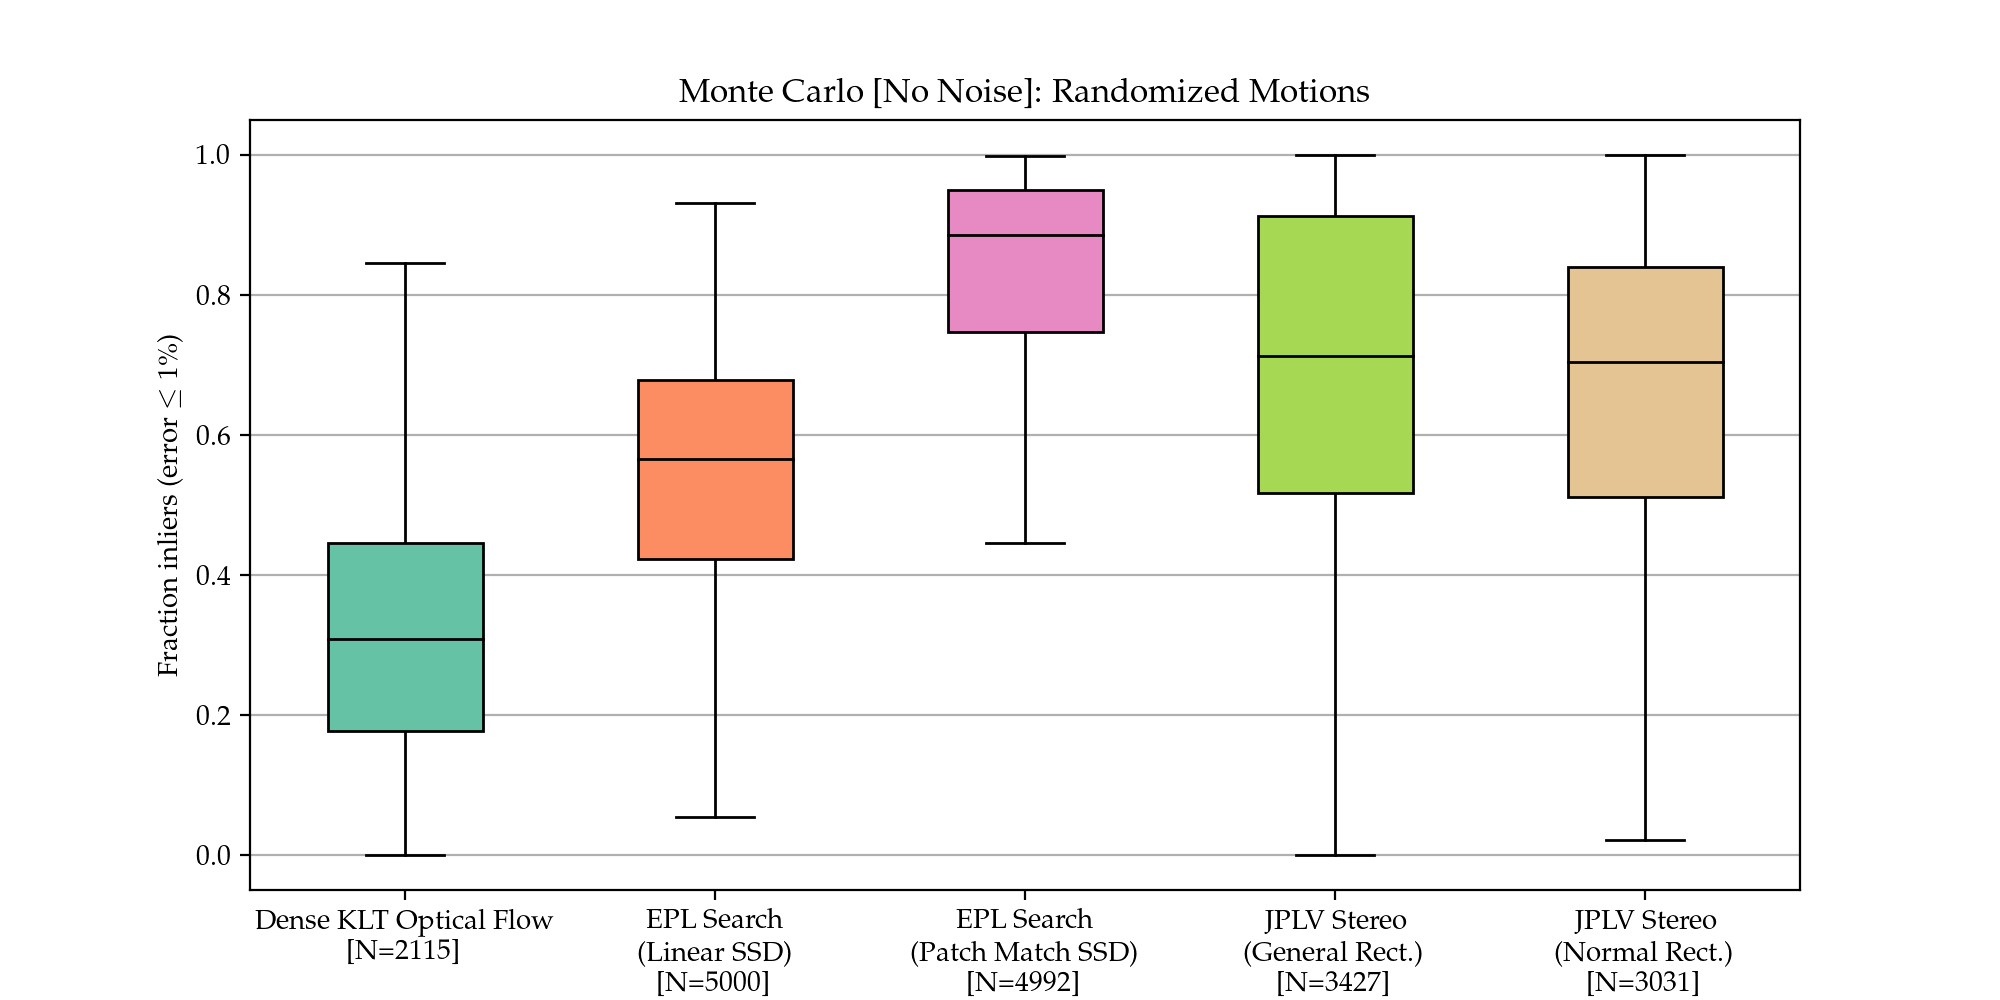 Monte Carlo [No Noise]: Randomized Motions
Fraction inliers (error ≤ 1%)
1.0
0.8
0.6
0.4
0.2
0.0
Dense KLT Optical Flow
[N=2115]
EPL Search
(Linear SSD)
[N=5000]
EPL Search
(Patch Match SSD)
[N=4992]
JPLV Stereo
(General Rect.)
[N=3427]
JPLV Stereo
(Normal Rect.)
[N=3031]